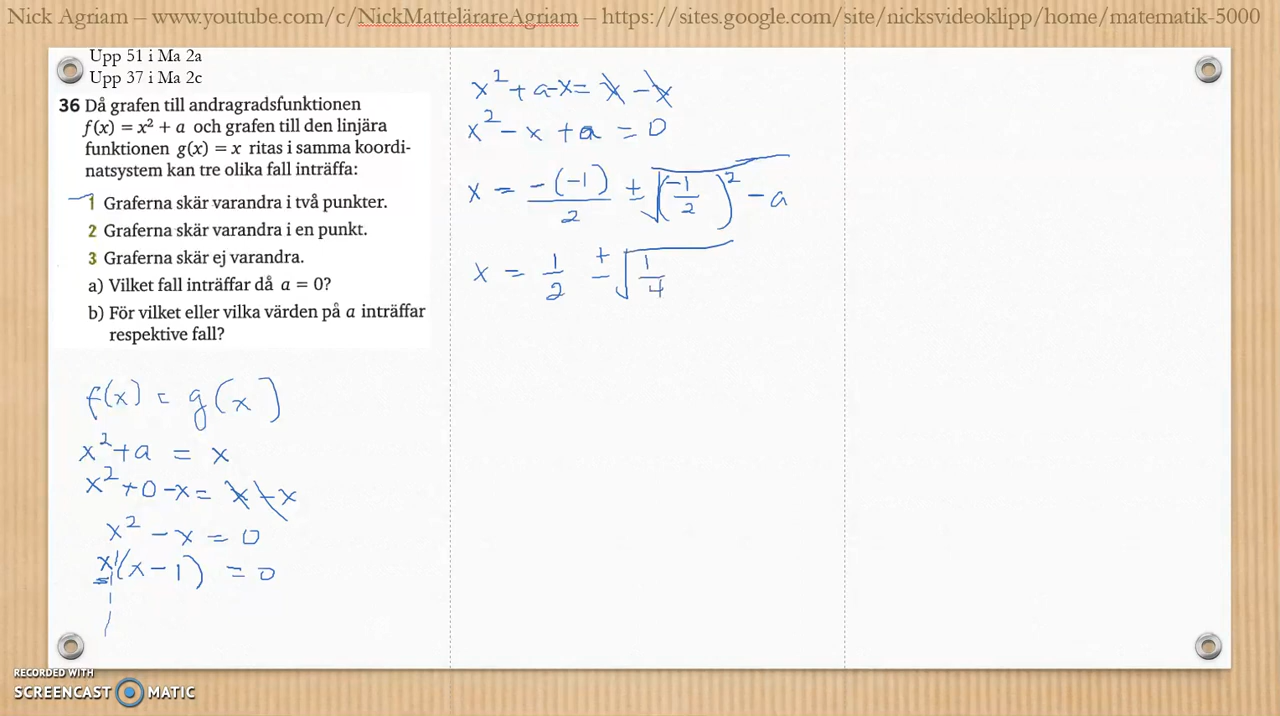 Nick Agriam – www.youtube.com/c/NickMattelärareAgriam – https://sites.google.com/site/nicksvideoklipp/home/matematik-5000
Upp 51 i Ma 2a
Upp 37 i Ma 2c
36 Då grafen till andragradsfunktionen
f(x) = x² + a och grafen till den linjära
funktionen g(x) = x ritas i samma koordi-
natsystem kan tre olika fall inträffa:
1 Graferna skär varandra i två punkter.
2 Graferna skär varandra i en punkt.
3 Graferna skär ej varandra.
a) Vilket fall inträffar då a = 0?
b) För vilket eller vilka värden på a inträffar
respektive fall?
f(x) = g(x)
x² + a = x
x² + 0 - x = x - x
x² - x = 0
x(x - 1) = 0
x² + a - x = x - x
x² - x + a = 0
x = -(-1)/2 ± √(-1/2)² - a
x = 1/2 ± √1/4
RECORDED WITH
SCREENCAST MATIC